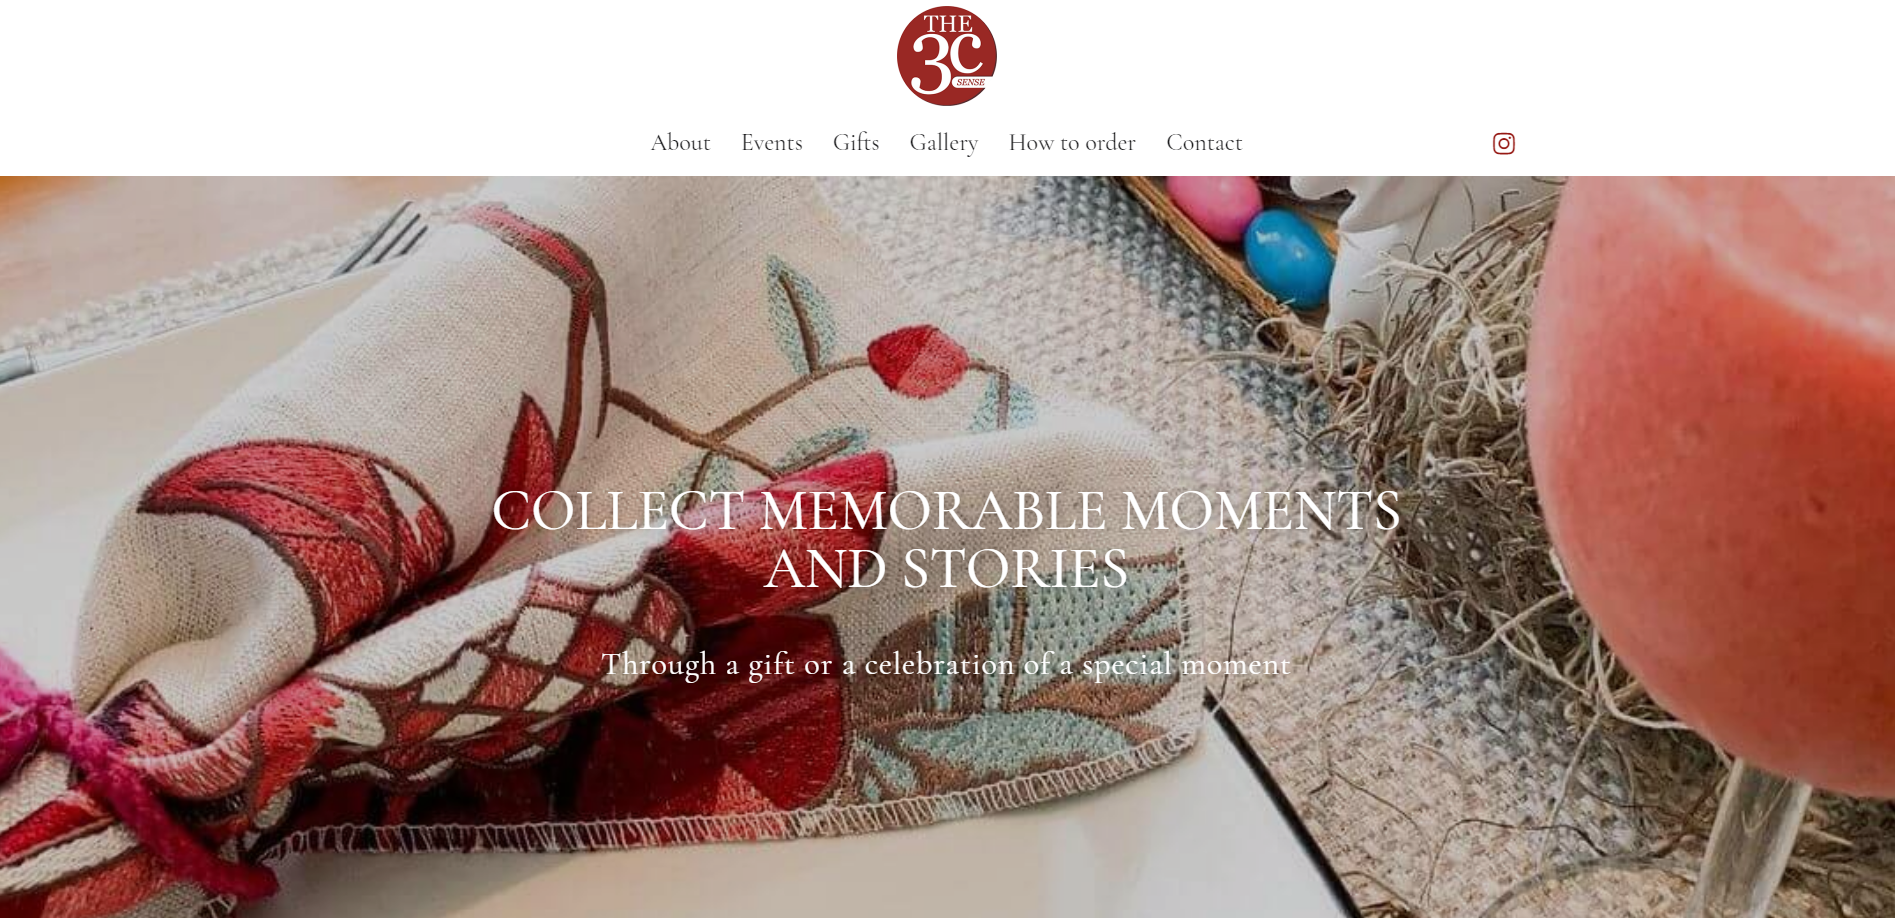 THE
3C
SENSE
About Events Gifts Gallery How to order Contact
COLLECT MEMORABLE MOMENTS
AND STORIES
Through a gift or a celebration of a special moment